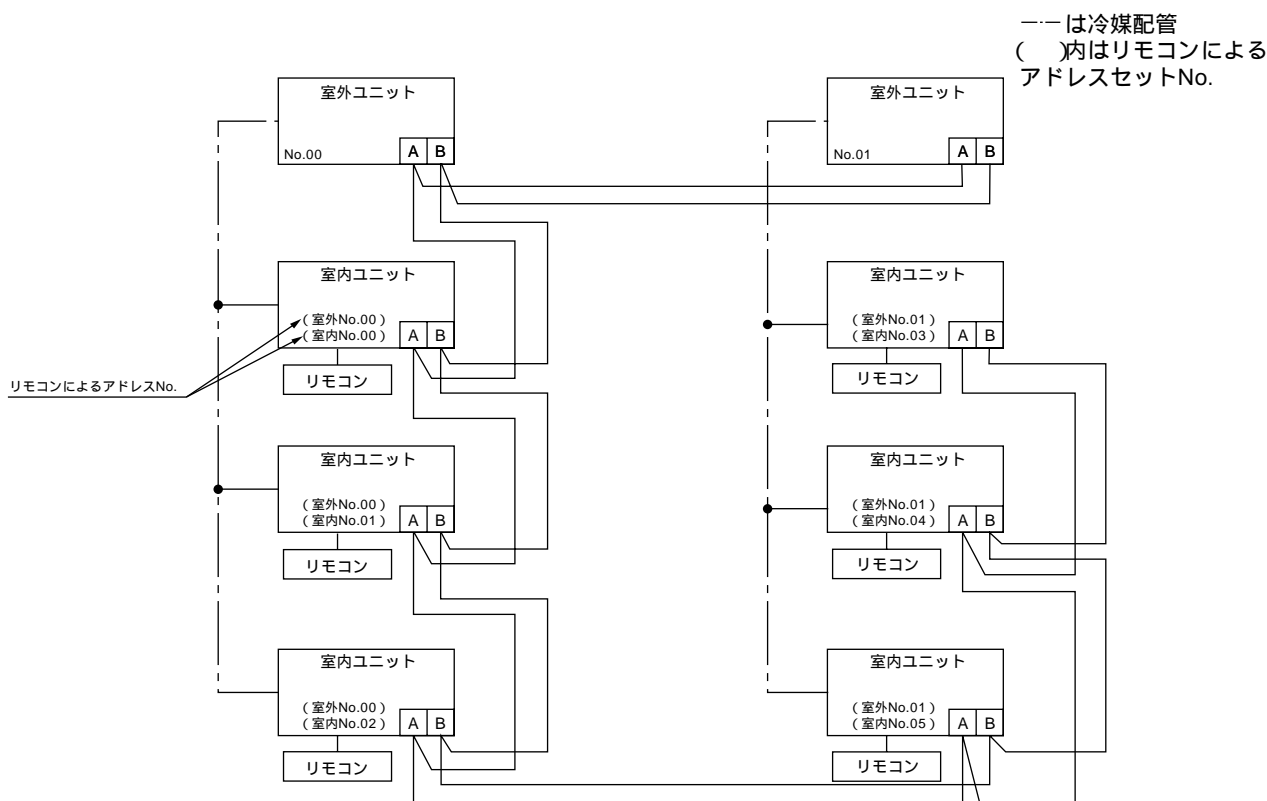 は冷媒配管
(　)内はリモコンによる
アドレスセットNo.
室外ユニット
No.00
A B
室外ユニット
No.01
A B
室内ユニット
(室外No.00)
(室内No.00)
A B
リモコン
リモコンによるアドレスNo.
室内ユニット
(室外No.01)
(室内No.03)
A B
リモコン
室内ユニット
(室外No.00)
(室内No.01)
A B
リモコン
室内ユニット
(室外No.01)
(室内No.04)
A B
リモコン
室内ユニット
(室外No.00)
(室内No.02)
A B
リモコン
室内ユニット
(室外No.01)
(室内No.05)
A B
リモコン